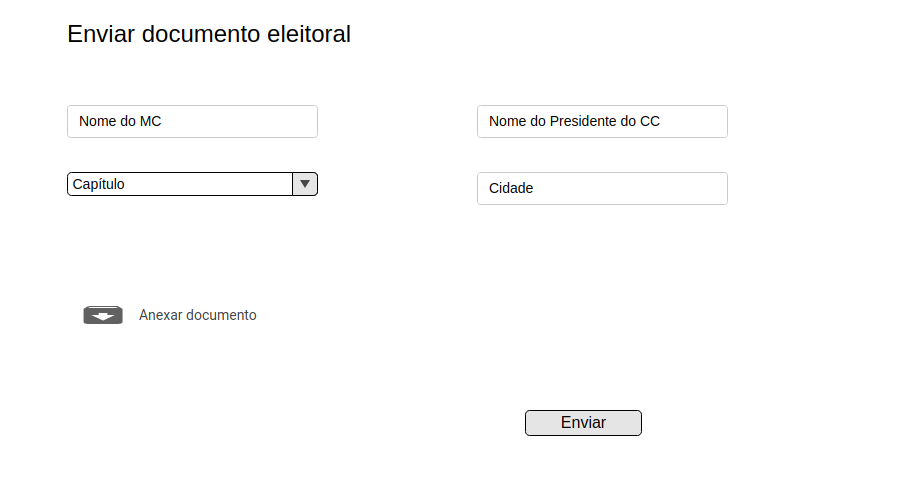 Enviar documento eleitoral
Nome do MC
Nome do Presidente do CC
Capítulo
Cidade
Anexar documento
Enviar